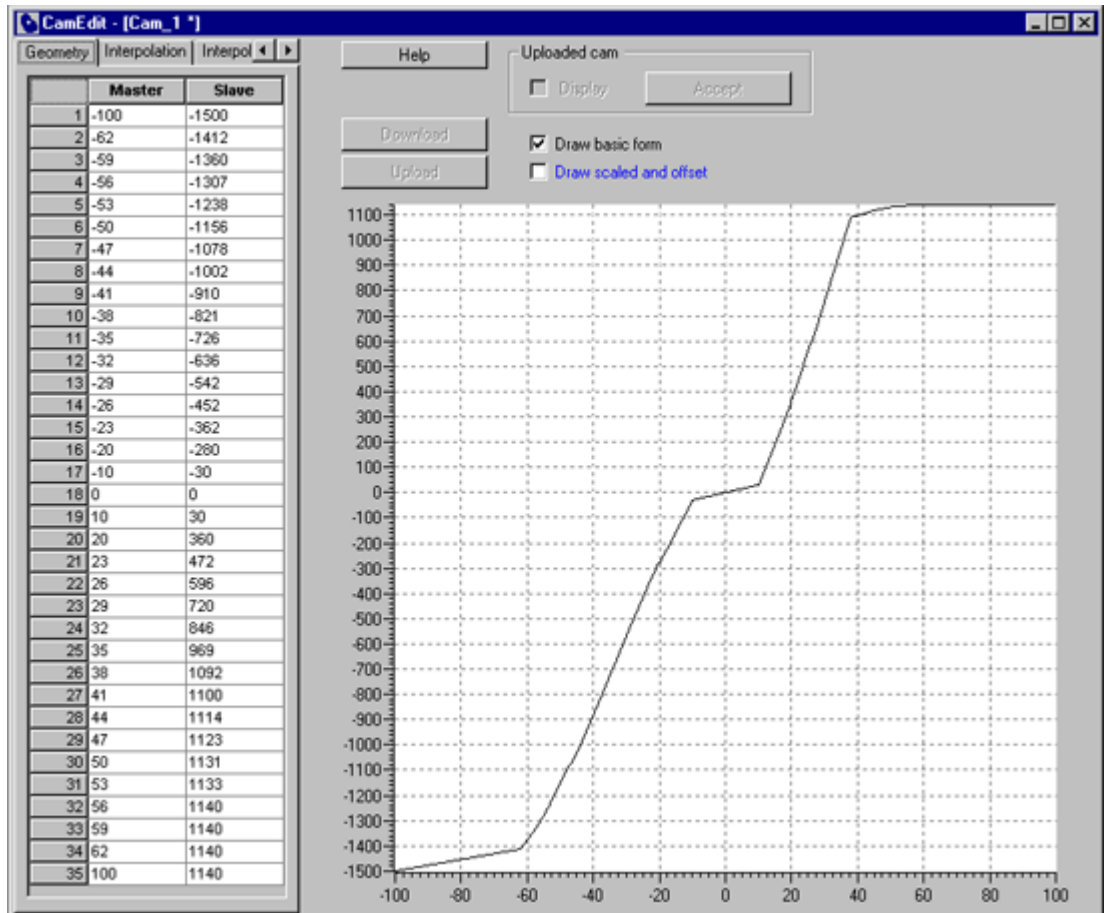 CamEdit - [Cam_1 *]
Geometry Interpolation Interpol
Master Slave
1 -100 -1500
2 -62 -1412
3 -59 -1360
4 -56 -1307
5 -53 -1238
6 -50 -1156
7 -47 -1078
8 -44 -1002
9 -41 -910
10 -38 -821
11 -35 -726
12 -32 -636
13 -29 -542
14 -26 -452
15 -23 -362
16 -20 -280
17 -10 -30
18 0 0
19 10 30
20 20 360
21 23 472
22 26 596
23 29 720
24 32 846
25 35 969
26 38 1092
27 41 1100
28 44 1114
29 47 1123
30 50 1131
31 53 1133
32 56 1140
33 59 1140
34 62 1140
35 100 1140
Help
Uploaded cam
Display Accept
Download
Upload
Draw basic form
Draw scaled and offset
1100
1000
900
800
700
600
500
400
300
200
100
0
-100
-200
-300
-400
-500
-600
-700
-800
-900
-1000
-1100
-1200
-1300
-1400
-1500
-100 -80 -60 -40 -20 0 20 40 60 80 100